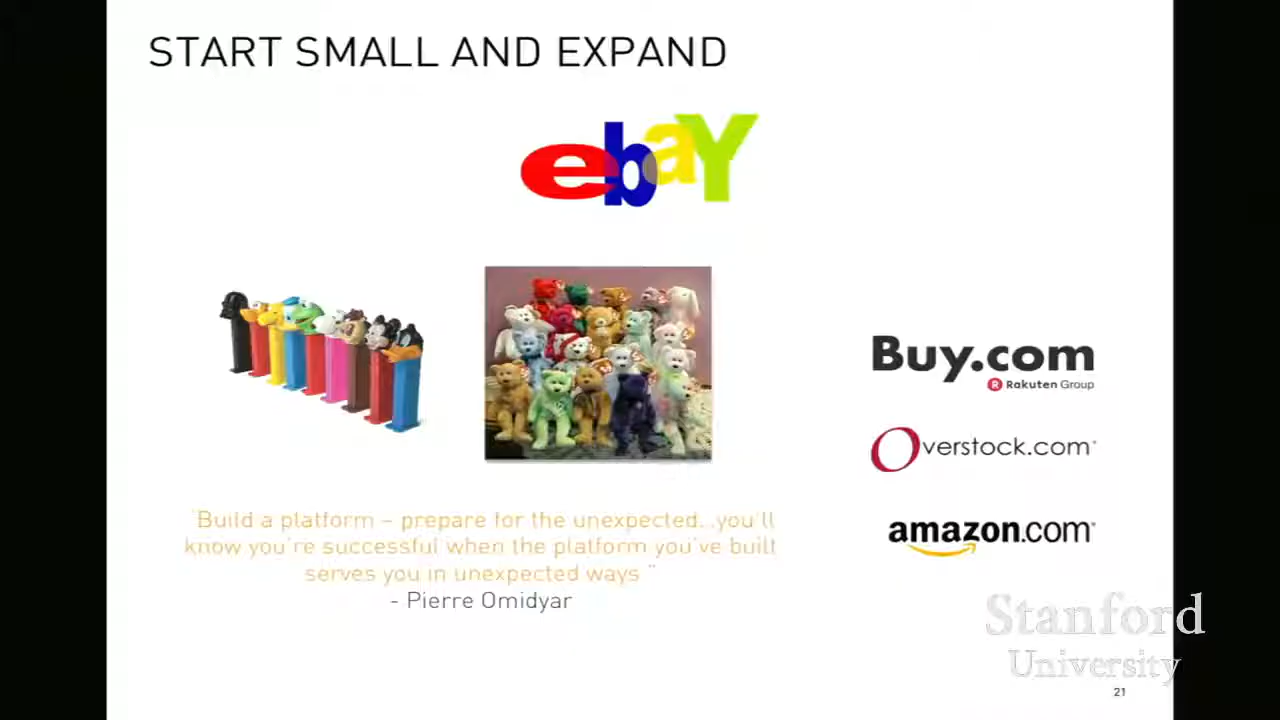 START SMALL AND EXPAND
ebaY
Buy.com
Rakuten Group
Overstock.com
amazon.com
"Build a platform – prepare for the unexpected...you'll
know you're successful when the platform you've built
serves you in unexpected ways."
- Pierre Omidyar
Stanford
University
21